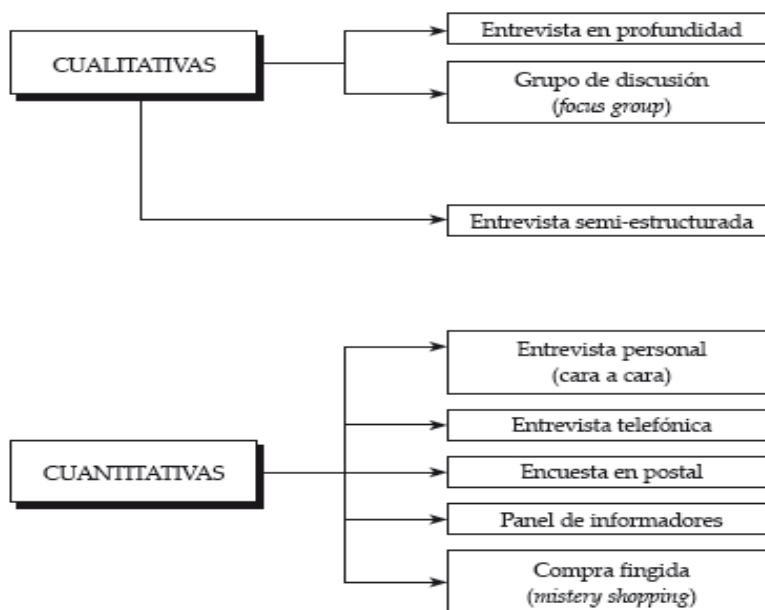 CUALITATIVAS
Entrevista en profundidad
Grupo de discusión
(focus group)
Entrevista semi-estructurada
CUANTITATIVAS
Entrevista personal
(cara a cara)
Entrevista telefónica
Encuesta en postal
Panel de informadores
Compra fingida
(mistery shopping)